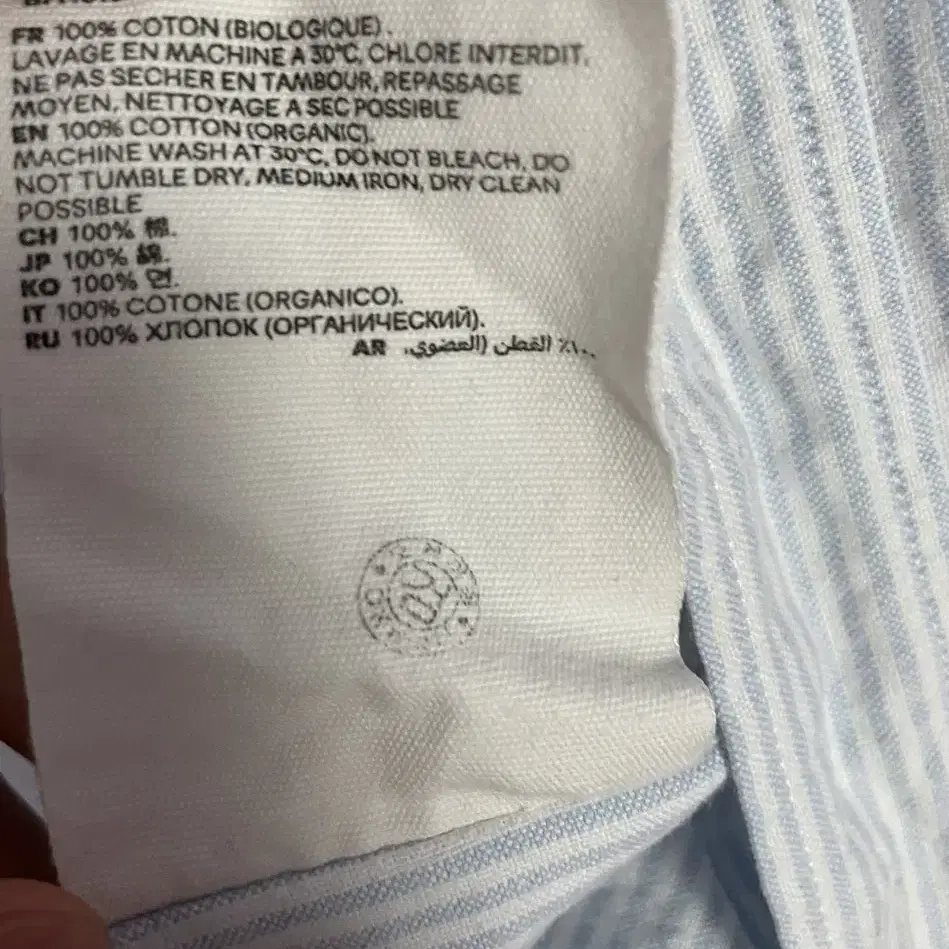 FR 100% COTON (BIOLOGIQUE).
LAVAGE EN MACHINE A 30°C, CHLORE INTERDIT,
NE PAS SECHER EN TAMBOUR, REPASSAGE
MOYEN, NETTOYAGE A SEC POSSIBLE
EN 100% COTTON (ORGANIC).
MACHINE WASH AT 30°C, DO NOT BLEACH, DO
NOT TUMBLE DRY, MEDIUM IRON, DRY CLEAN
POSSIBLE
CH 100% 棉.
JP 100% 綿.
KO 100% 면.
IT 100% COTONE (ORGANICO).
RU 100% ХЛОПОК (ОРГАНИЧЕСКИЙ).
AR ١٠٠٪ القطن (العضوي.